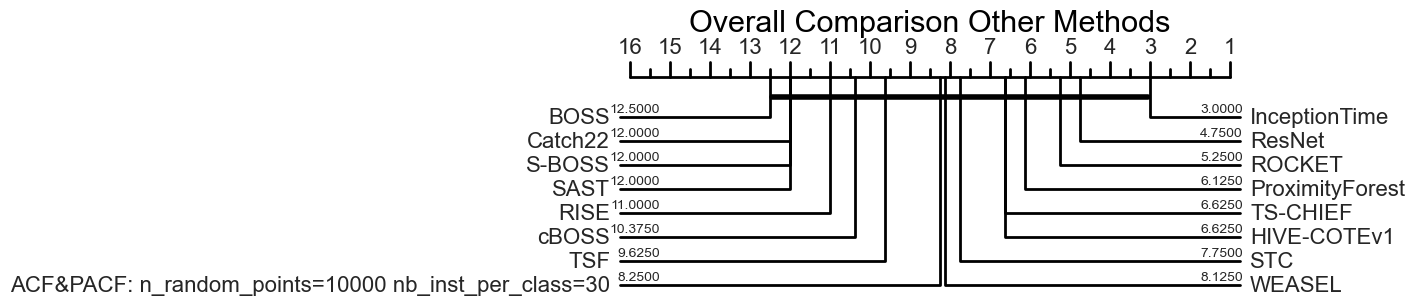 Overall Comparison Other Methods
16 15 14 13 12 11 10 9 8 7 6 5 4 3 2 1
BOSS 12.5000 3.0000 InceptionTime
Catch22 12.0000 4.7500 ResNet
S-BOSS 12.0000 5.2500 ROCKET
SAST 12.0000 6.1250 ProximityForest
RISE 11.0000 6.6250 TS-CHIEF
cBOSS 10.3750 6.6250 HIVE-COTEv1
TSF 9.6250 7.7500 STC
ACF&PACF: n_random_points=10000 nb_inst_per_class=30 8.2500 8.1250 WEASEL